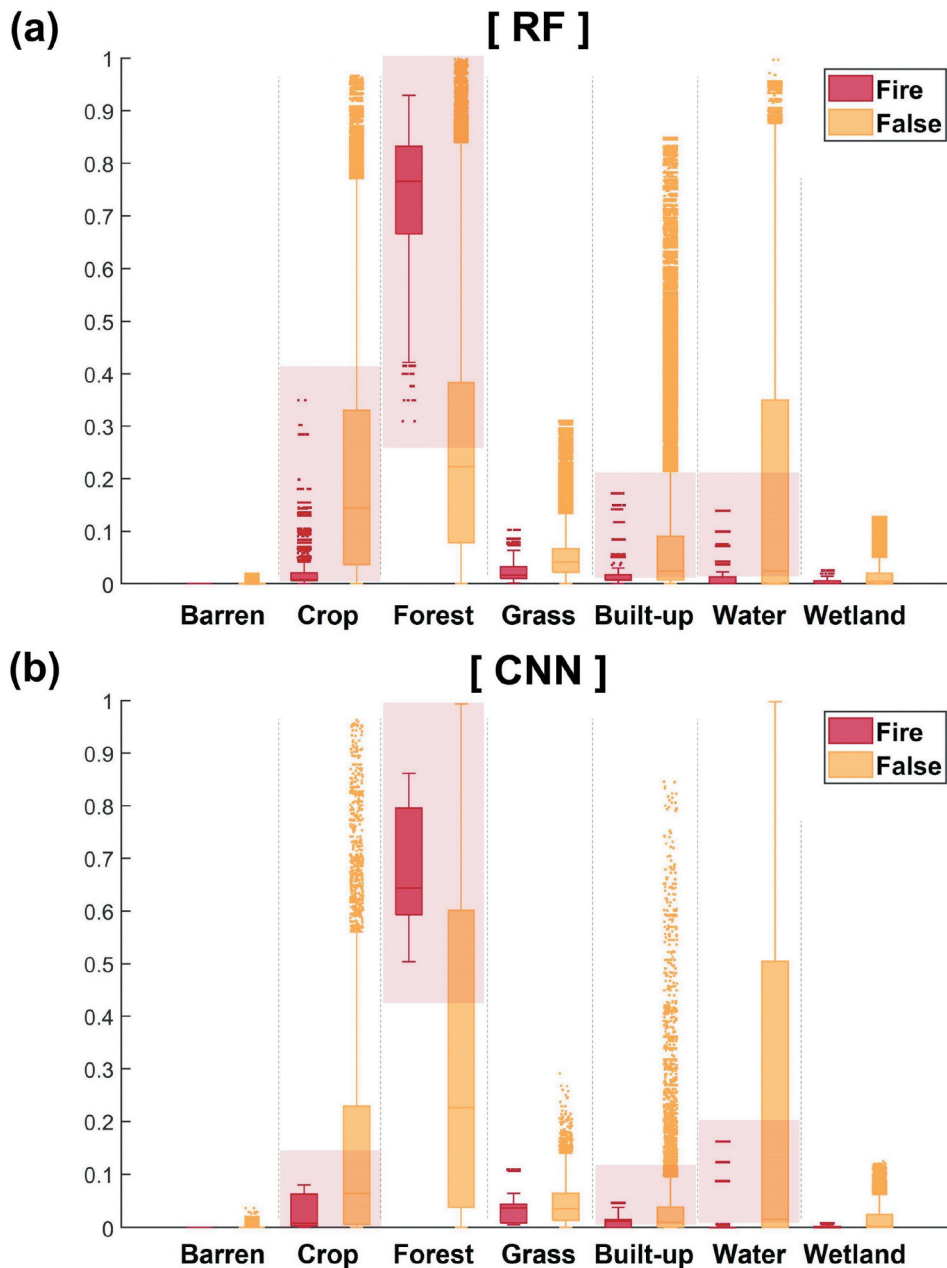 (a)
[ RF ]
1
0.9
0.8
0.7
0.6
0.5
0.4
0.3
0.2
0.1
0
Fire
False
Barren Crop Forest Grass Built-up Water Wetland
(b)
[ CNN ]
1
0.9
0.8
0.7
0.6
0.5
0.4
0.3
0.2
0.1
0
Fire
False
Barren Crop Forest Grass Built-up Water Wetland